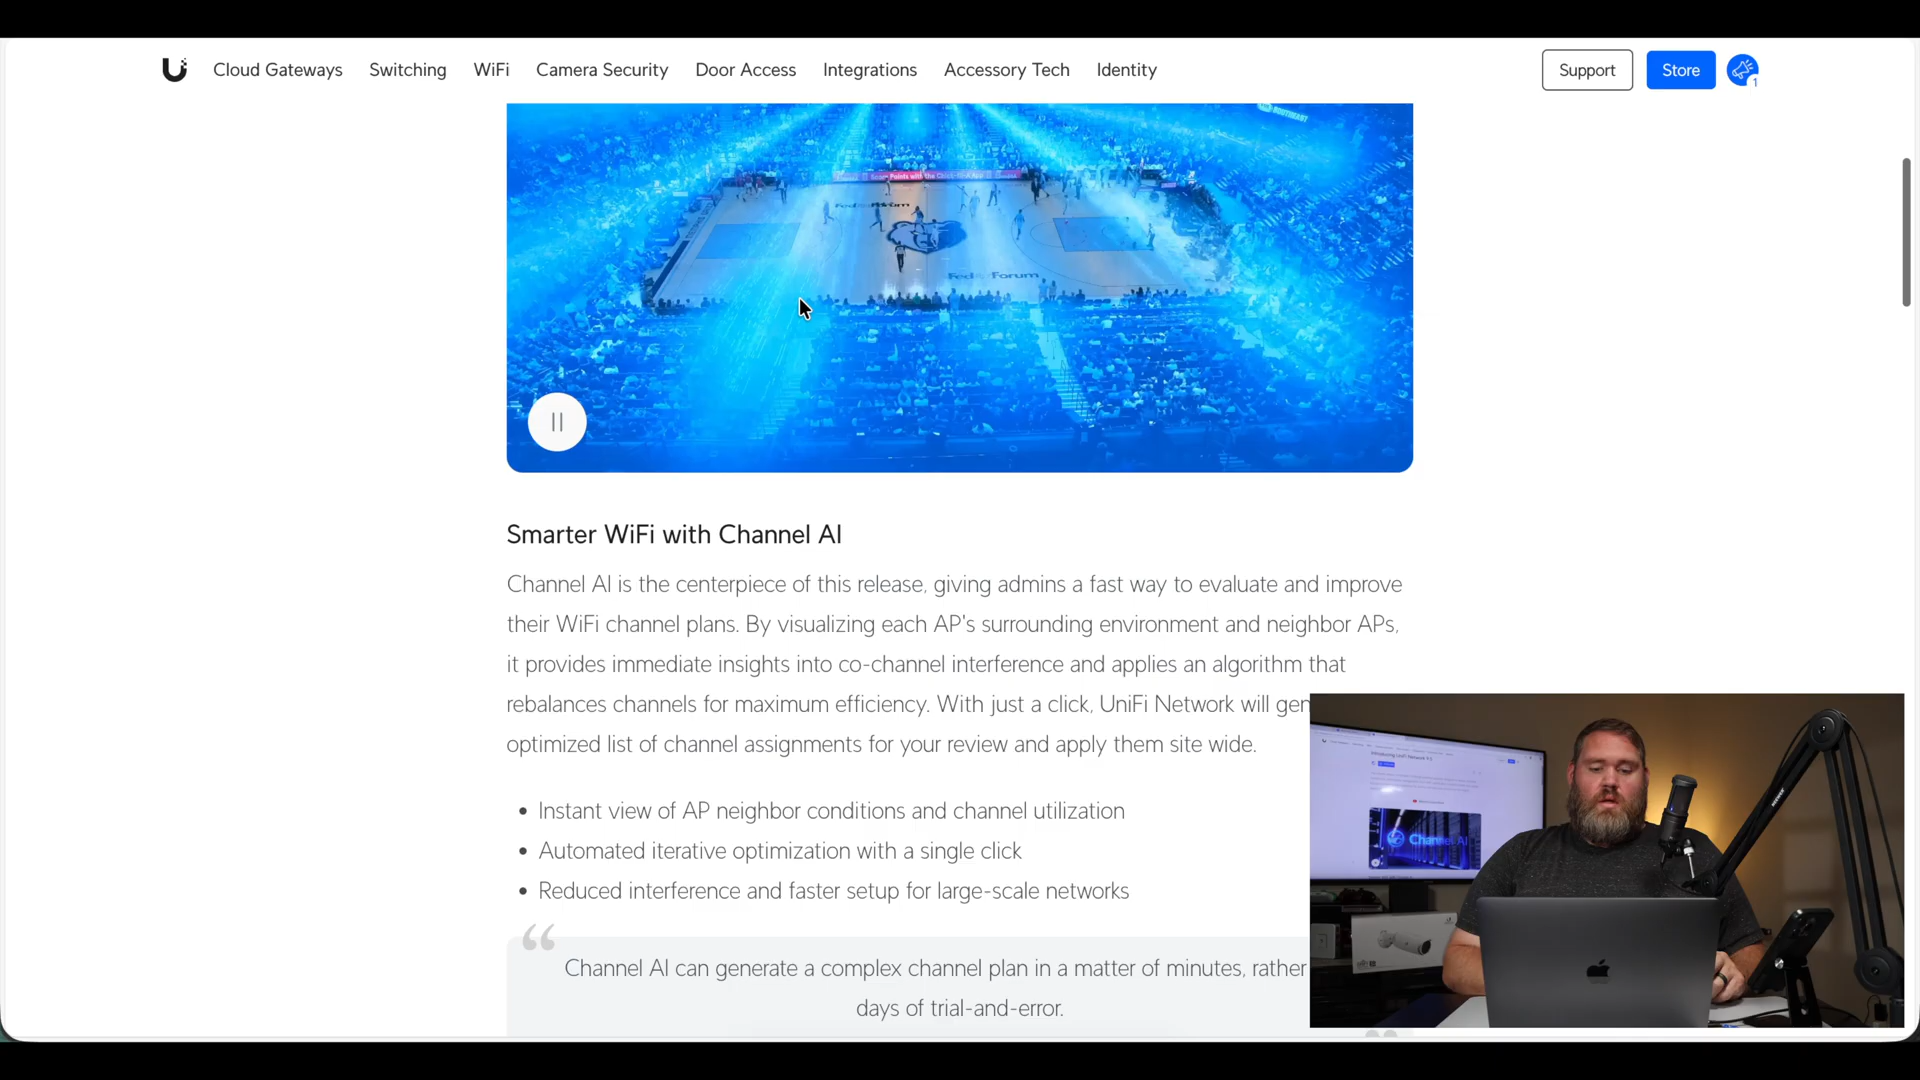 Cloud Gateways Switching WiFi Camera Security Door Access Integrations Accessory Tech Identity Support Store
1
FedExForum
FedExForum
Smarter WiFi with Channel AI
Channel AI is the centerpiece of this release, giving admins a fast way to evaluate and improve
their WiFi channel plans. By visualizing each AP's surrounding environment and neighbor APs,
it provides immediate insights into co-channel interference and applies an algorithm that
rebalances channels for maximum efficiency. With just a click, UniFi Network will gen
optimized list of channel assignments for your review and apply them site wide.
• Instant view of AP neighbor conditions and channel utilization
• Automated iterative optimization with a single click
• Reduced interference and faster setup for large-scale networks
“
Channel AI can generate a complex channel plan in a matter of minutes, rather
days of trial-and-error.
Channel AI